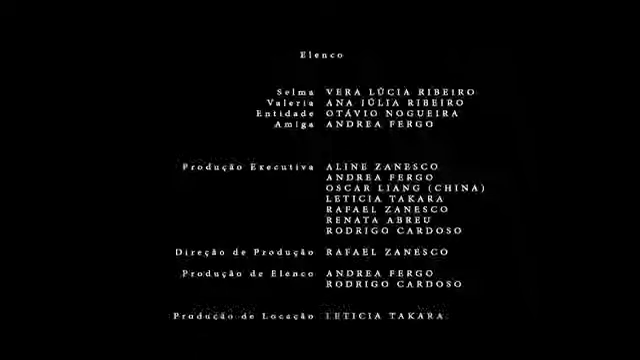 Elenco
Selma VERA LÚCIA RIBEIRO
Valeria ANA JÚLIA RIBEIRO
Entidade OTÁVIO NOGUEIRA
Amiga ANDREA FERGO
Produção Executiva ALINE ZANESCO
ANDREA FERGO
OSCAR LIANG (CHINA)
LETICIA TAKARA
RAFAEL ZANESCO
RENATA ABREU
RODRIGO CARDOSO
Direção de Produção RAFAEL ZANESCO
Produção de Elenco ANDREA FERGO
RODRIGO CARDOSO
Produção de Locação LETICIA TAKARA